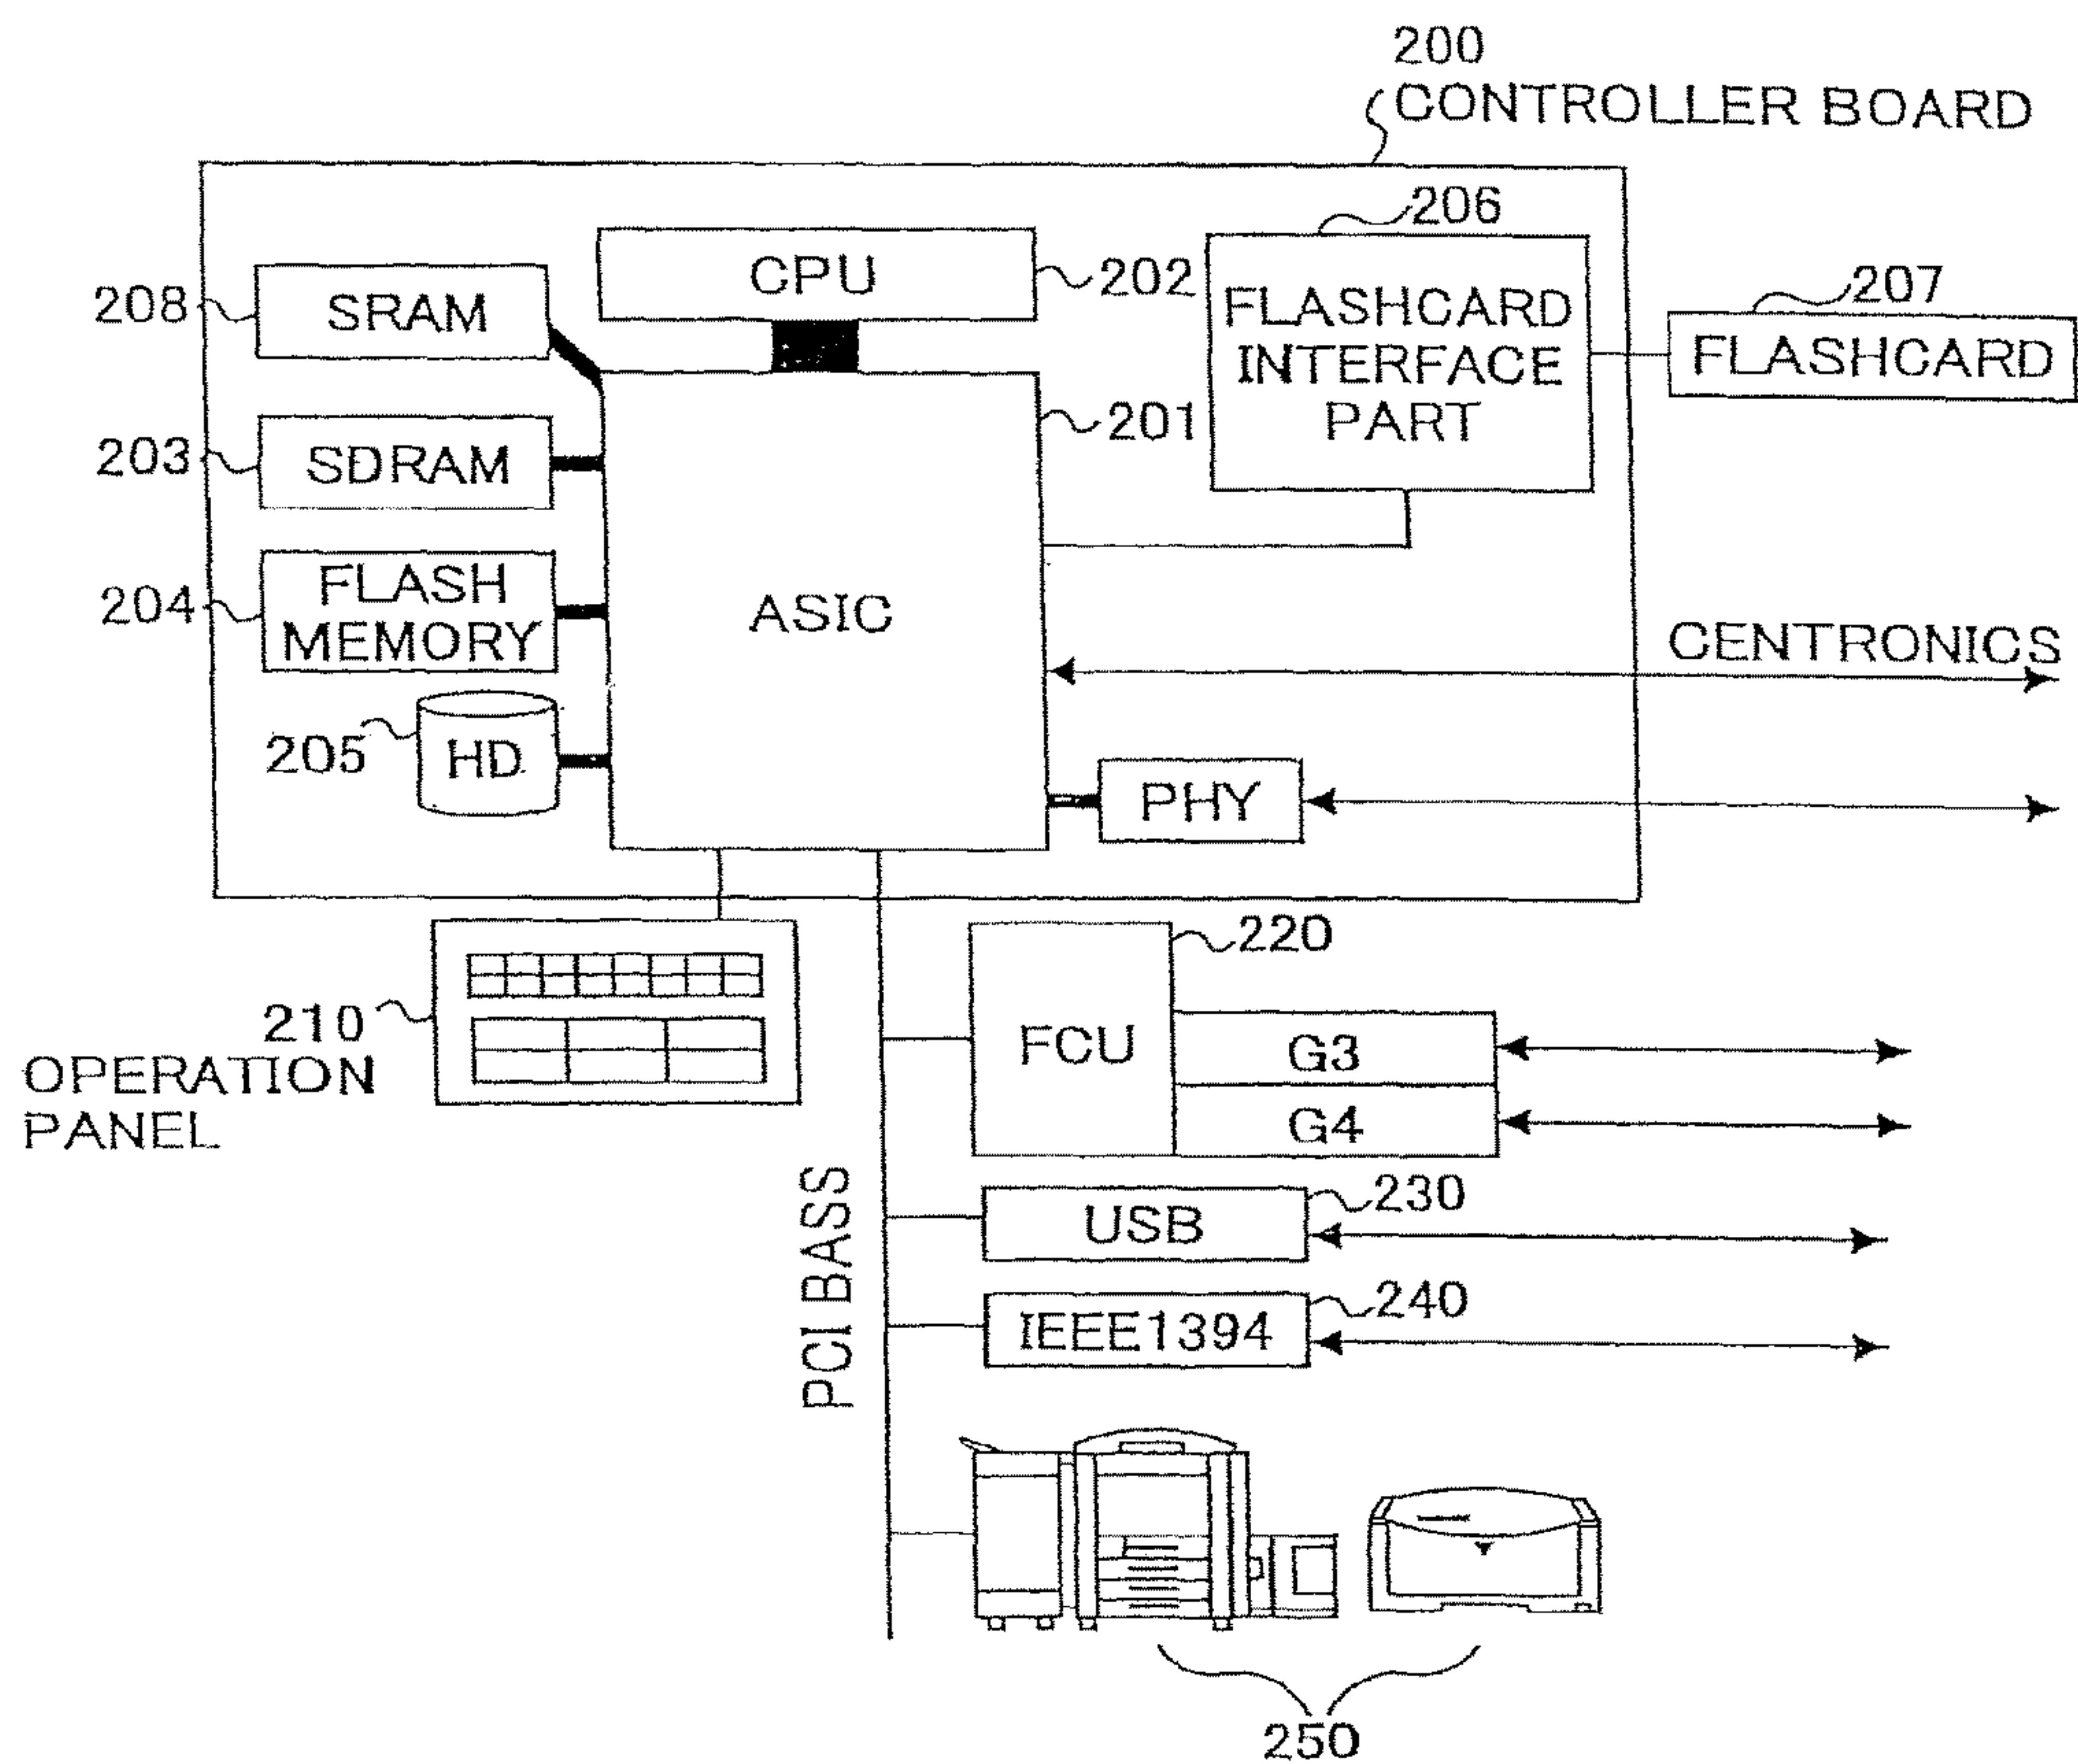 200
CONTROLLER BOARD
206
CPU
202
208
SRAM
207
FLASHCARD
INTERFACE
PART
FLASHCARD
201
203
SDRAM
204
FLASH
MEMORY
ASIC
CENTRONICS
205
HD
PHY
220
210
OPERATION
PANEL
FCU
G3
G4
PCI BASS
230
USB
240
IEEE1394
250